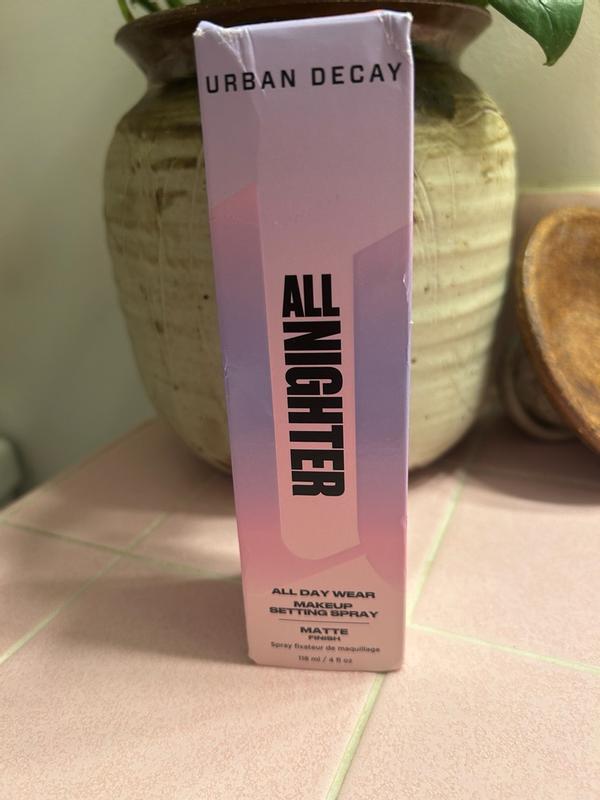 URBAN DECAY
ALL
NIGHTER
ALL DAY WEAR
MAKEUP
SETTING SPRAY
MATTE
FINISH
Spray fixateur de maquillage
118 ml / 4 fl oz